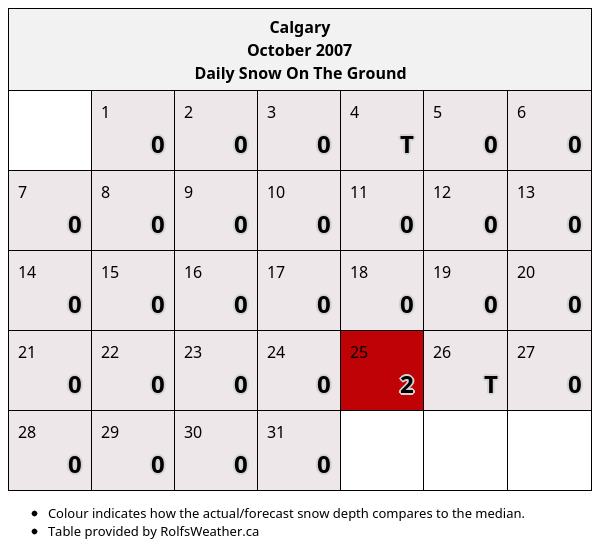 Calgary
October 2007
Daily Snow On The Ground
1 2 3 4 5 6
0 0 0 T 0 0
7 8 9 10 11 12 13
0 0 0 0 0 0 0
14 15 16 17 18 19 20
0 0 0 0 0 0 0
21 22 23 24 25 26 27
0 0 0 0 2 T 0
28 29 30 31
0 0 0 0
• Colour indicates how the actual/forecast snow depth compares to the median.
• Table provided by RolfsWeather.ca